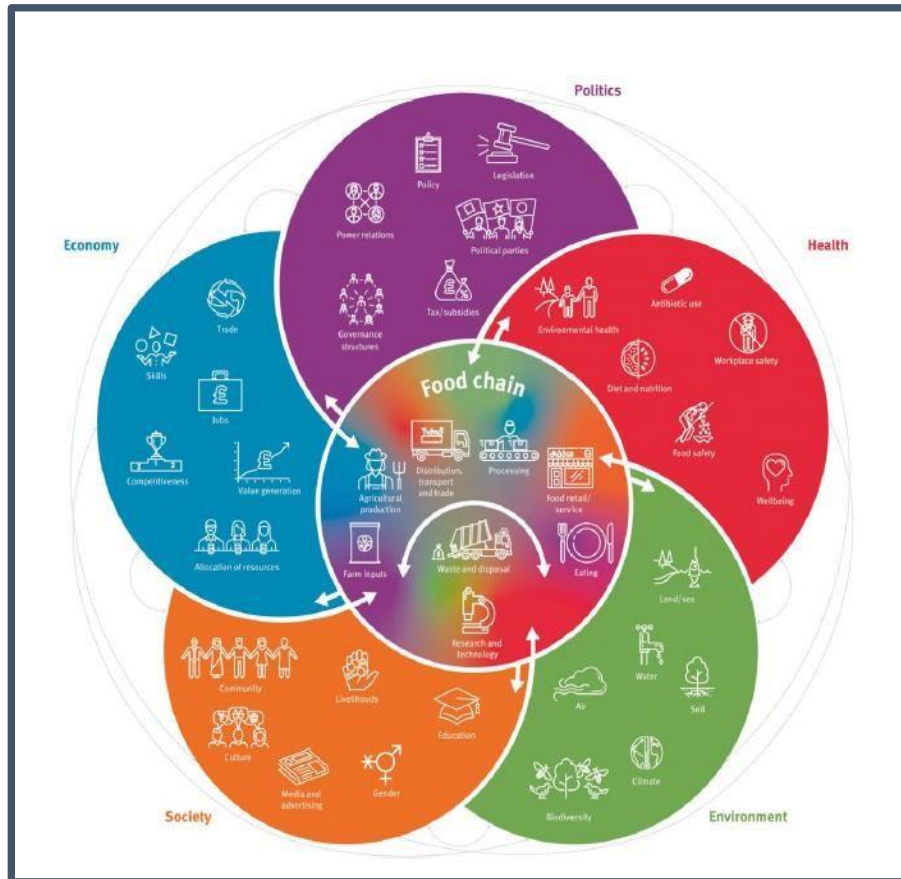 Politics
Policy
Legislation
Power relations
Political parties
Tax/subsidies
Governance
structures
Economy
Trade
Skills
Jobs
Competitiveness
Value generation
Allocation of resources
Health
Antibiotic use
Environmental health
Workplace safety
Diet and nutrition
Food safety
Wellbeing
Food chain
Distribution,
transport
and trade
Processing
Agricultural
production
Food retail/
service
Farm inputs
Waste and disposal
Eating
Research and
technology
Community
Livelihoods
Culture
Education
Media and
advertising
Gender
Society
Land/sea
Water
Air
Soil
Climate
Biodiversity
Environment